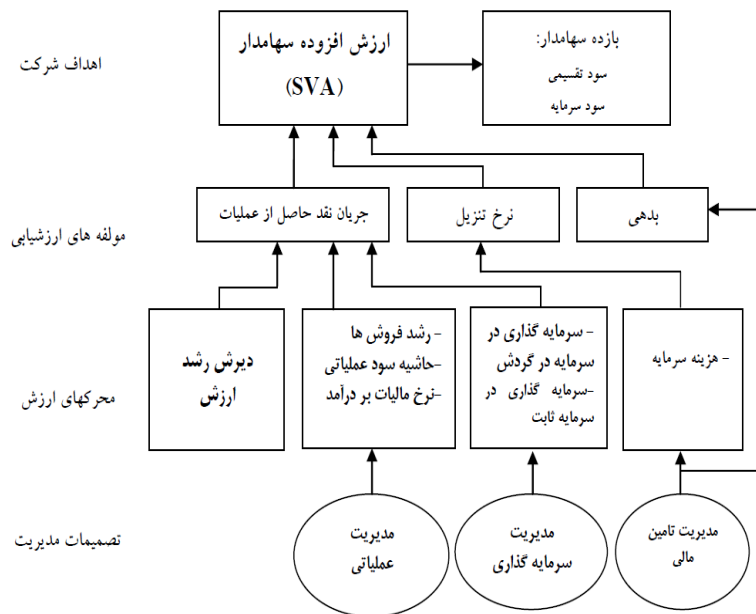 اهداف شرکت
ارزش افزوده سهامدار
(SVA)
بازده سهامدار:
سود تقسیمی
سود سرمایه
مولفه های ارزشیابی
جریان نقد حاصل از عملیات
نرخ تنزیل
بدهی
محرکهای ارزش
دیرش رشد
ارزش
- رشد فروش ها
-حاشیه سود عملیاتی
-نرخ مالیات بر درآمد
- سرمایه گذاری در
سرمایه در گردش
-سرمایه گذاری در
سرمایه ثابت
- هزینه سرمایه
تصمیمات مدیریت
مدیریت
عملیاتی
مدیریت
سرمایه گذاری
مدیریت تامین
مالی